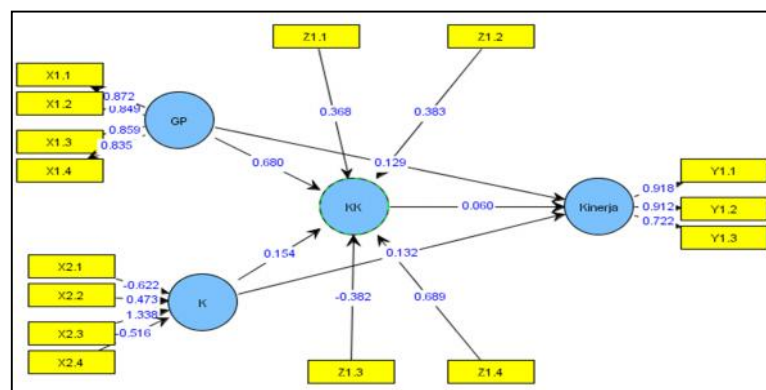 Z1.1
Z1.2
X1.1
X1.2
X1.3
X1.4
0.872
0.849
0.859
0.835
GP
0.368
0.383
0.680
0.129
KK
0.060
Kinerja
0.918
0.912
0.722
Y1.1
Y1.2
Y1.3
0.154
0.132
X2.1
X2.2
X2.3
X2.4
-0.622
0.473
1.338
-0.516
K
-0.382
0.689
Z1.3
Z1.4